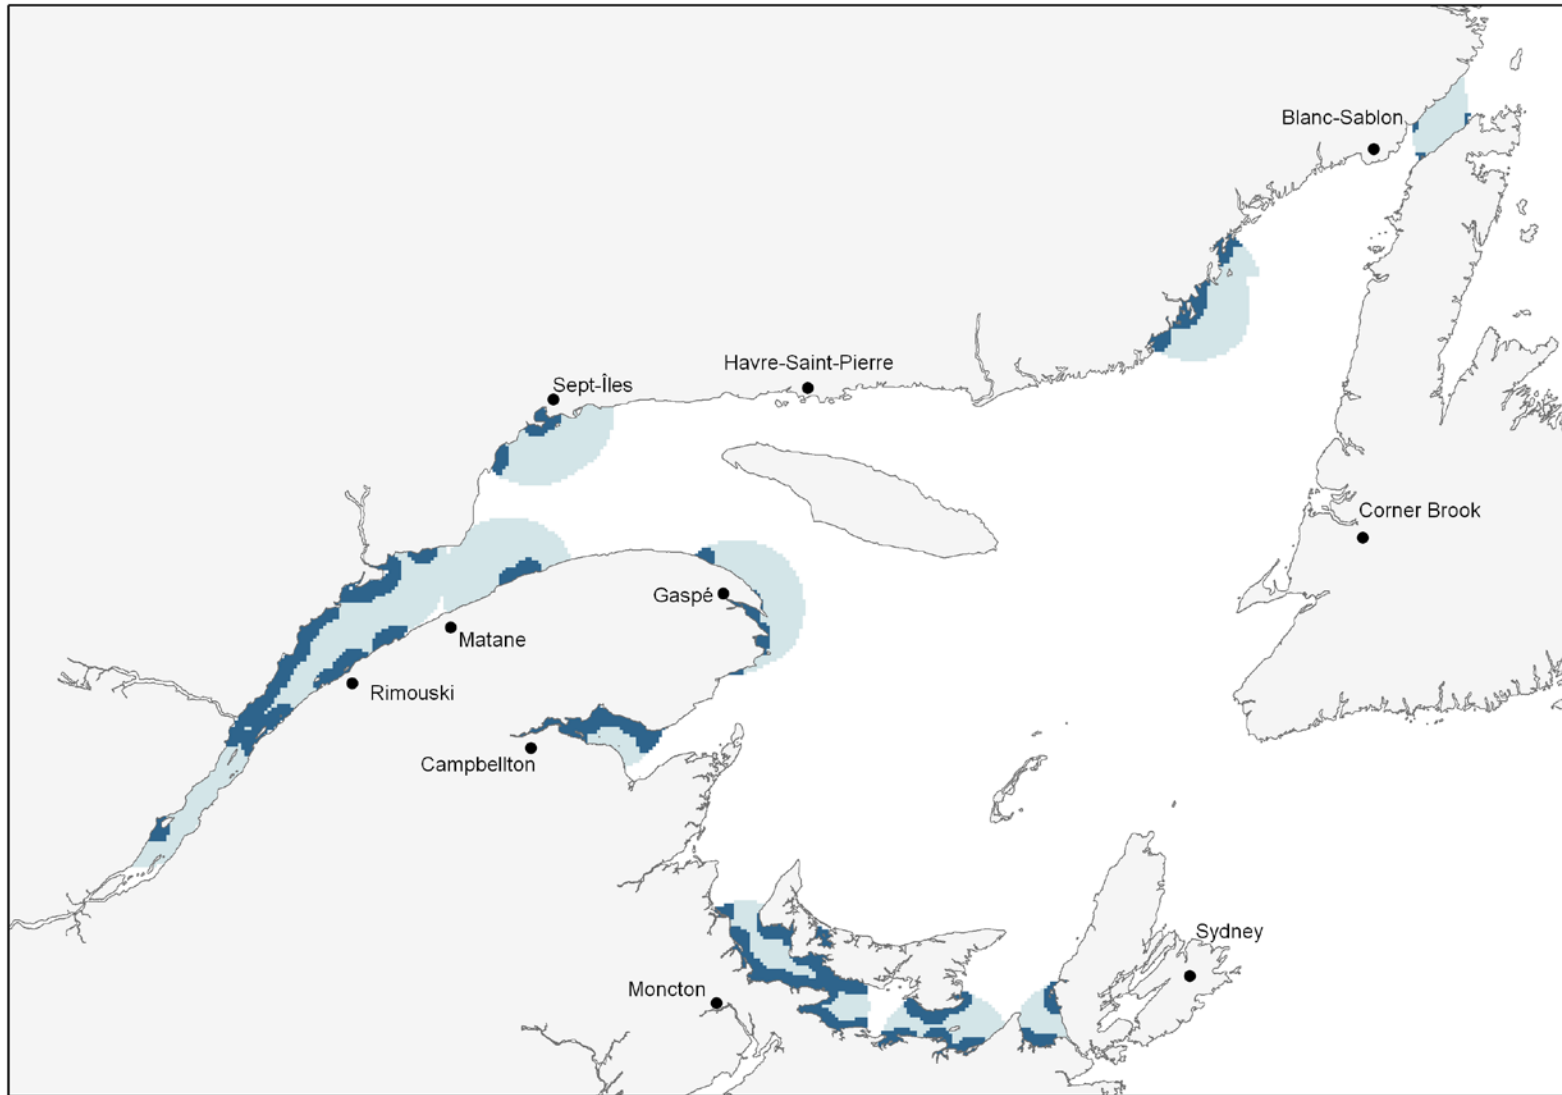 Blanc-Sablon
Havre-Saint-Pierre
Sept-Îles
Corner Brook
Gaspé
Matane
Rimouski
Campbellton
Sydney
Moncton